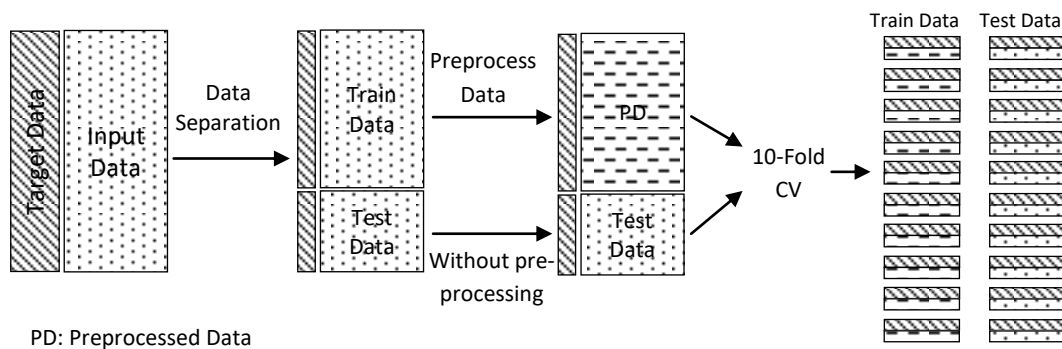 Train Data
Test Data
Target Data
Input
Data
Data
Separation
Train
Data
Test
Data
Preprocess
Data
Without pre-
processing
PD
Test
Data
10-Fold
CV
PD: Preprocessed Data